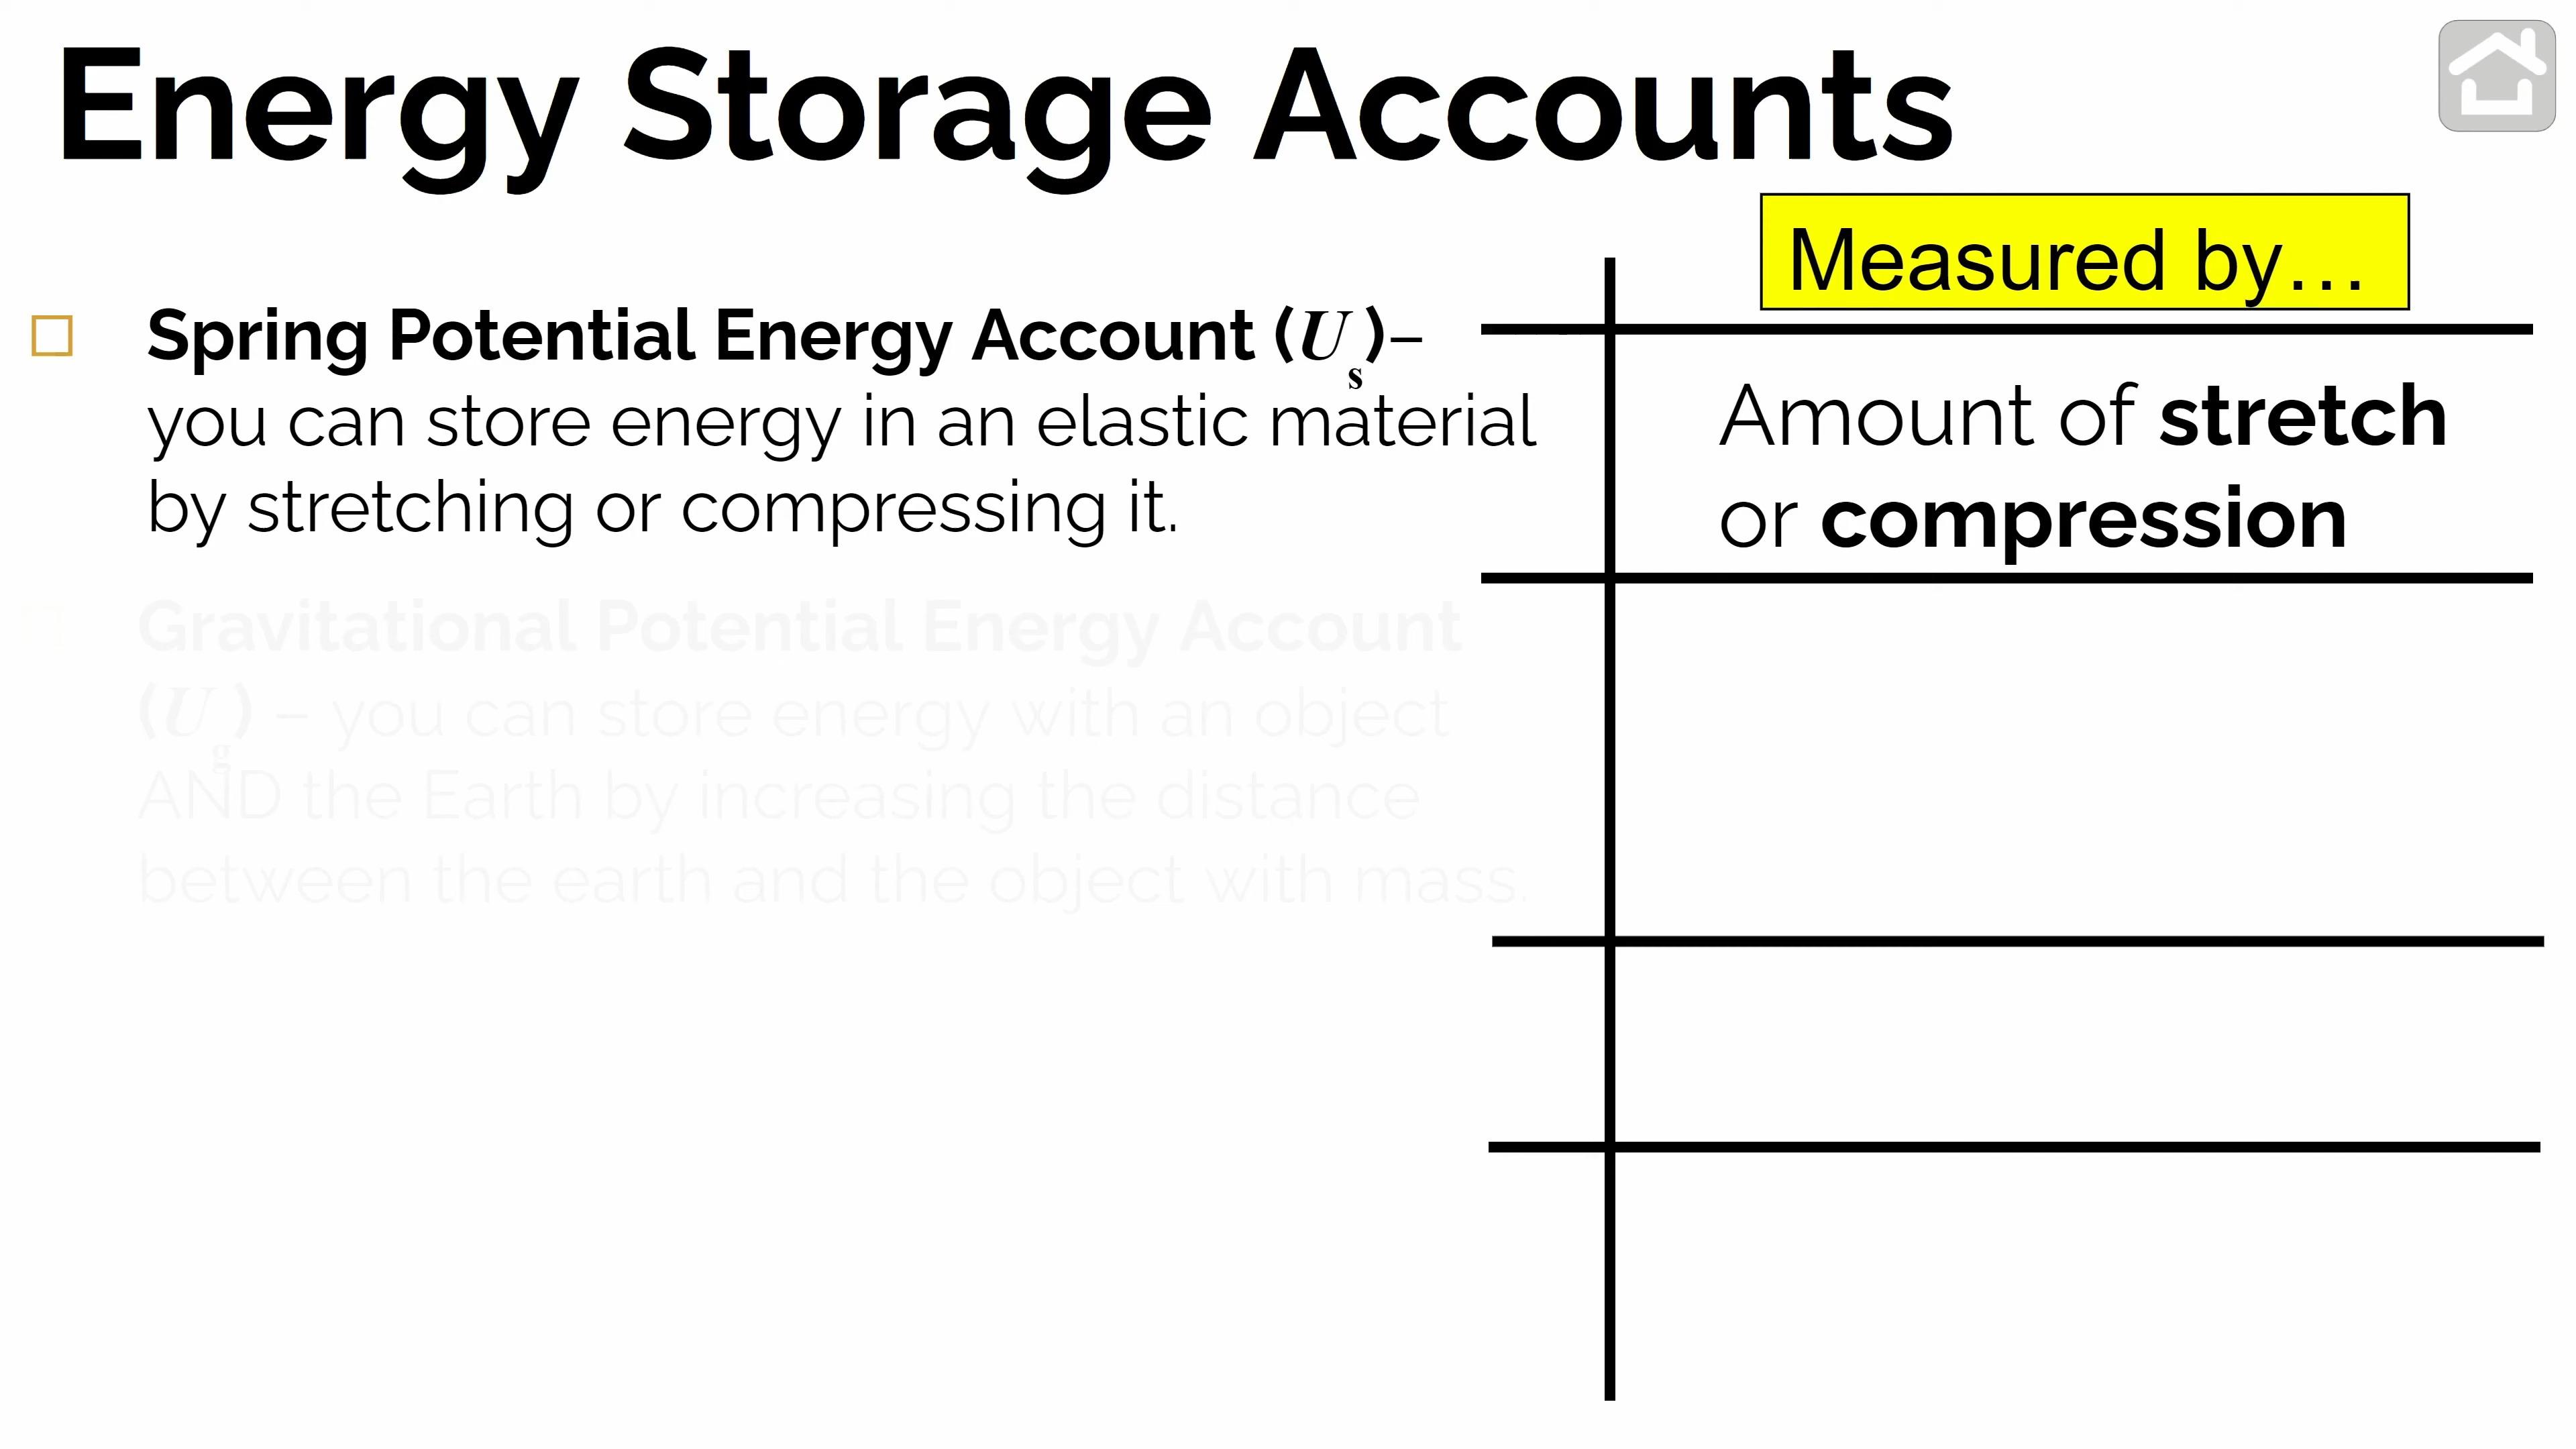 Energy Storage Accounts
Measured by…
Spring Potential Energy Account (Us)–
you can store energy in an elastic material
by stretching or compressing it.
Amount of stretch
or compression
Gravitational Potential Energy Account
(Ug) – you can store energy with an object
AND the Earth by increasing the distance
between the earth and the object with mass.